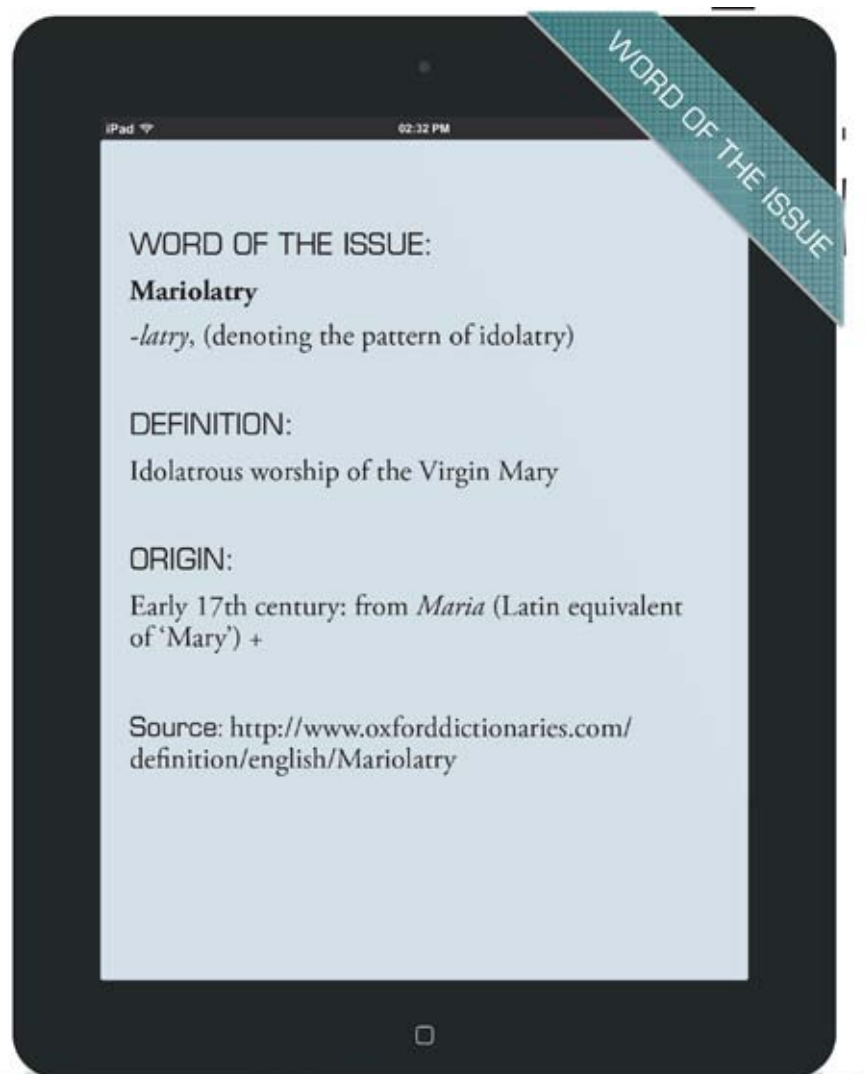 WORD OF THE ISSUE
iPad 02:32 PM
WORD OF THE ISSUE:
Mariolatry
-latry, (denoting the pattern of idolatry)
DEFINITION:
Idolatrous worship of the Virgin Mary
ORIGIN:
Early 17th century: from Maria (Latin equivalent
of ‘Mary’) +
Source: http://www.oxforddictionaries.com/
definition/english/Mariolatry